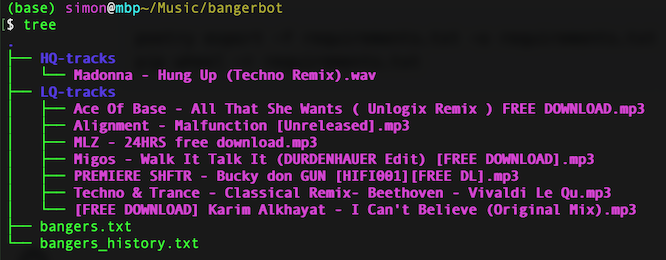 (base) simon@mbp~/Music/bangerbot
$ tree
.
├── HQ-tracks
│   └── Madonna - Hung Up (Techno Remix).wav
├── LQ-tracks
│   ├── Ace Of Base - All That She Wants ( Unlogix Remix ) FREE DOWNLOAD.mp3
│   ├── Alignment - Malfunction [Unreleased].mp3
│   ├── MLZ - 24HRS free download.mp3
│   ├── Migos - Walk It Talk It (DURDENHAUER Edit) [FREE DOWNLOAD].mp3
│   ├── PREMIERE SHFTR - Bucky don GUN [HIFI001][FREE DL].mp3
│   ├── Techno & Trance - Classical Remix- Beethoven - Vivaldi Le Qu.mp3
│   └── [FREE DOWNLOAD] Karim Alkhayat - I Can't Believe (Original Mix).mp3
├── bangers.txt
└── bangers_history.txt